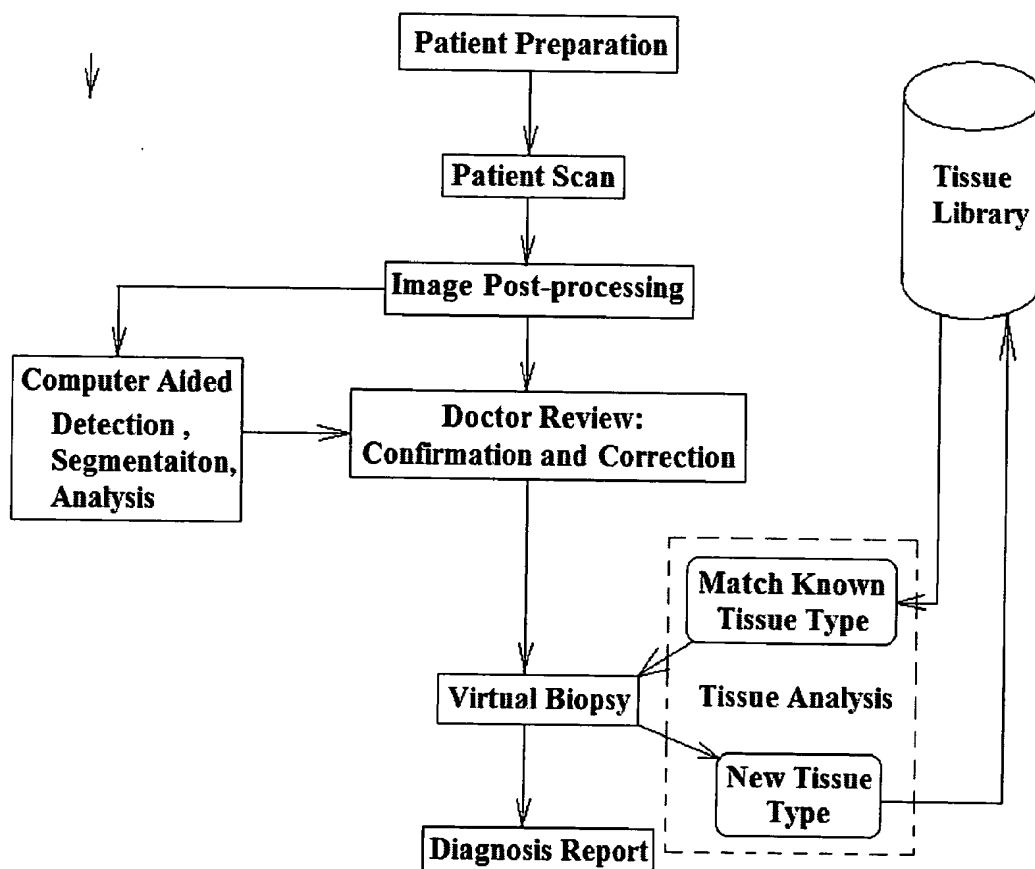 Patient Preparation
Patient Scan
Tissue
Library
Image Post-processing
Computer Aided
Detection ,
Segmentaiton,
Analysis
Doctor Review:
Confirmation and Correction
Match Known
Tissue Type
Virtual Biopsy
Tissue Analysis
New Tissue
Type
Diagnosis Report